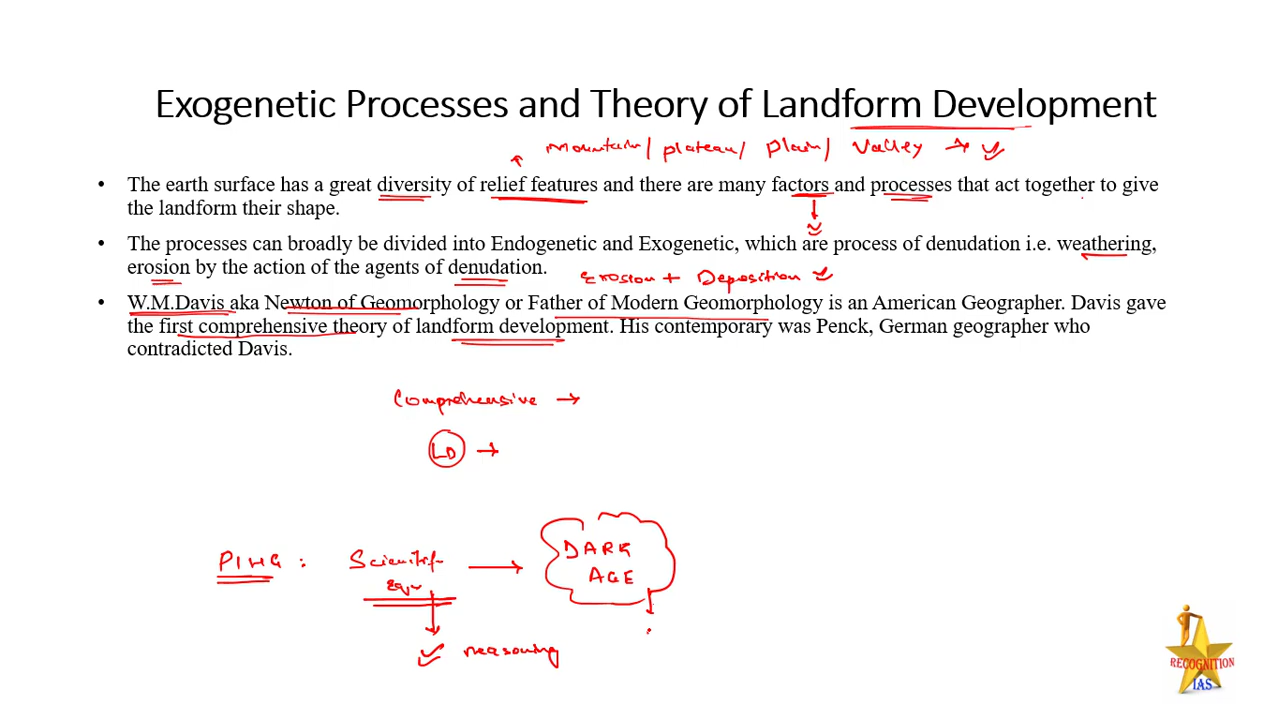 Exogenetic Processes and Theory of Landform Development
Mountain/ plateau/ plain/ valley →
• The earth surface has a great diversity of relief features and there are many factors and processes that act together to give
the landform their shape.
• The processes can broadly be divided into Endogenetic and Exogenetic, which are process of denudation i.e. weathering,
erosion by the action of the agents of denudation.
Erosion + Deposition
• W.M.Davis aka Newton of Geomorphology or Father of Modern Geomorphology is an American Geographer. Davis gave
the first comprehensive theory of landform development. His contemporary was Penck, German geographer who
contradicted Davis.
Comprehensive →
LD →
DARK
AGE
reasoning
RECOGNITION
IAS